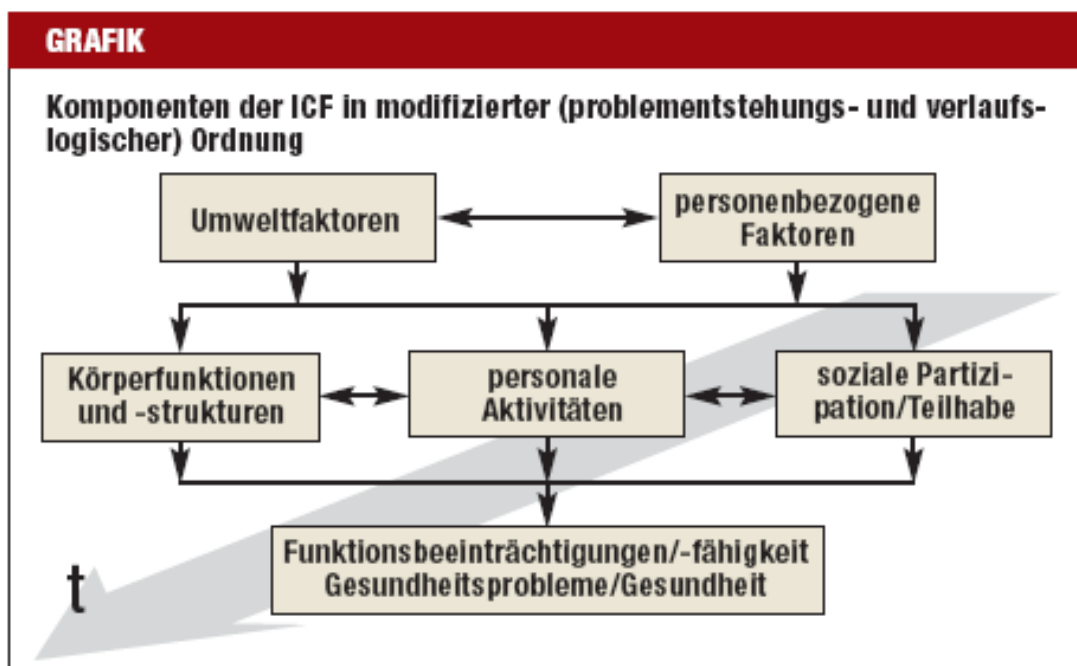 GRAFIK
Komponenten der ICF in modifizierter (problementstehungs- und verlaufs-
logischer) Ordnung
Umweltfaktoren
personenbezogene
Faktoren
Körperfunktionen
und -strukturen
personale
Aktivitäten
soziale Partizi-
pation/Teilhabe
Funktionsbeeinträchtigungen/-fähigkeit
Gesundheitsprobleme/Gesundheit
t